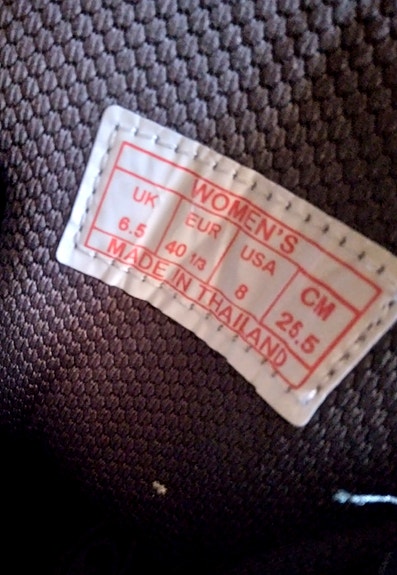 WOMEN'S
UK EUR USA CM
6.5 40 1/3 8 25.5
MADE IN THAILAND